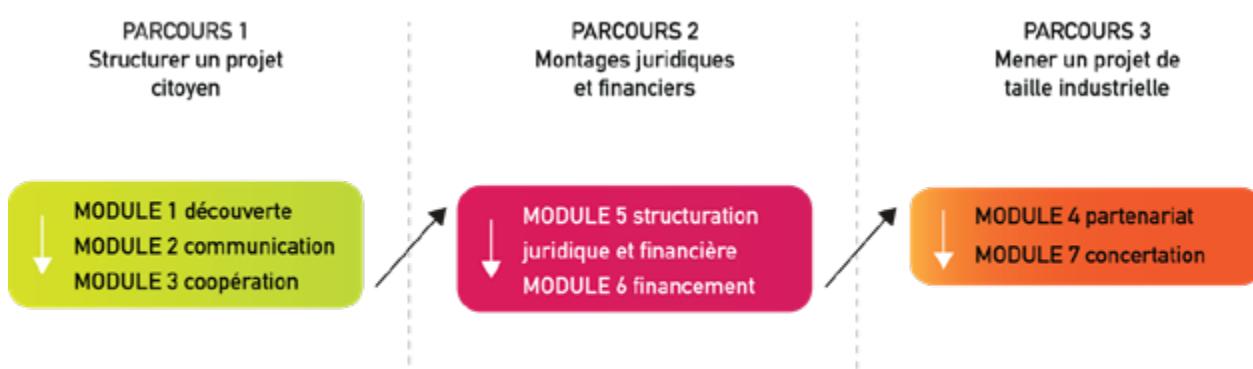 PARCOURS 1
Structurer un projet
citoyen
MODULE 1 découverte
MODULE 2 communication
MODULE 3 coopération
PARCOURS 2
Montages juridiques
et financiers
MODULE 5 structuration
juridique et financière
MODULE 6 financement
PARCOURS 3
Mener un projet de
taille industrielle
MODULE 4 partenariat
MODULE 7 concertation